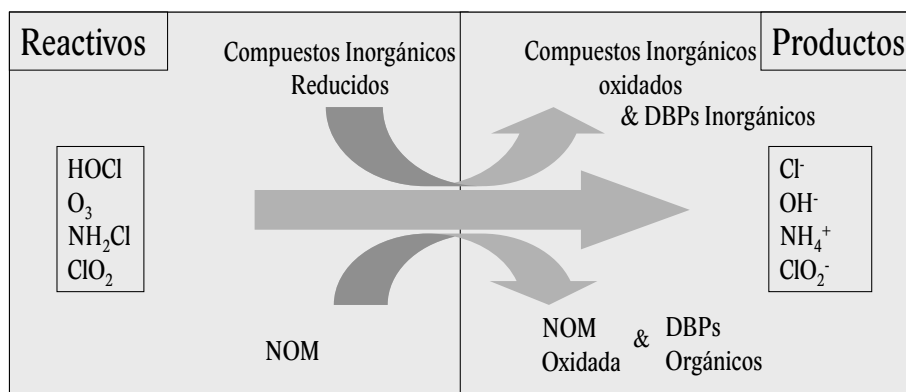 Reactivos
Compuestos Inorgánicos
Reducidos
HOCl
O₃
NH₂Cl
ClO₂
NOM
Compuestos Inorgánicos
oxidados
& DBPs Inorgánicos
Productos
Cl⁻
OH⁻
NH₄⁺
ClO₂⁻
NOM & DBPs
Oxidada Orgánicos